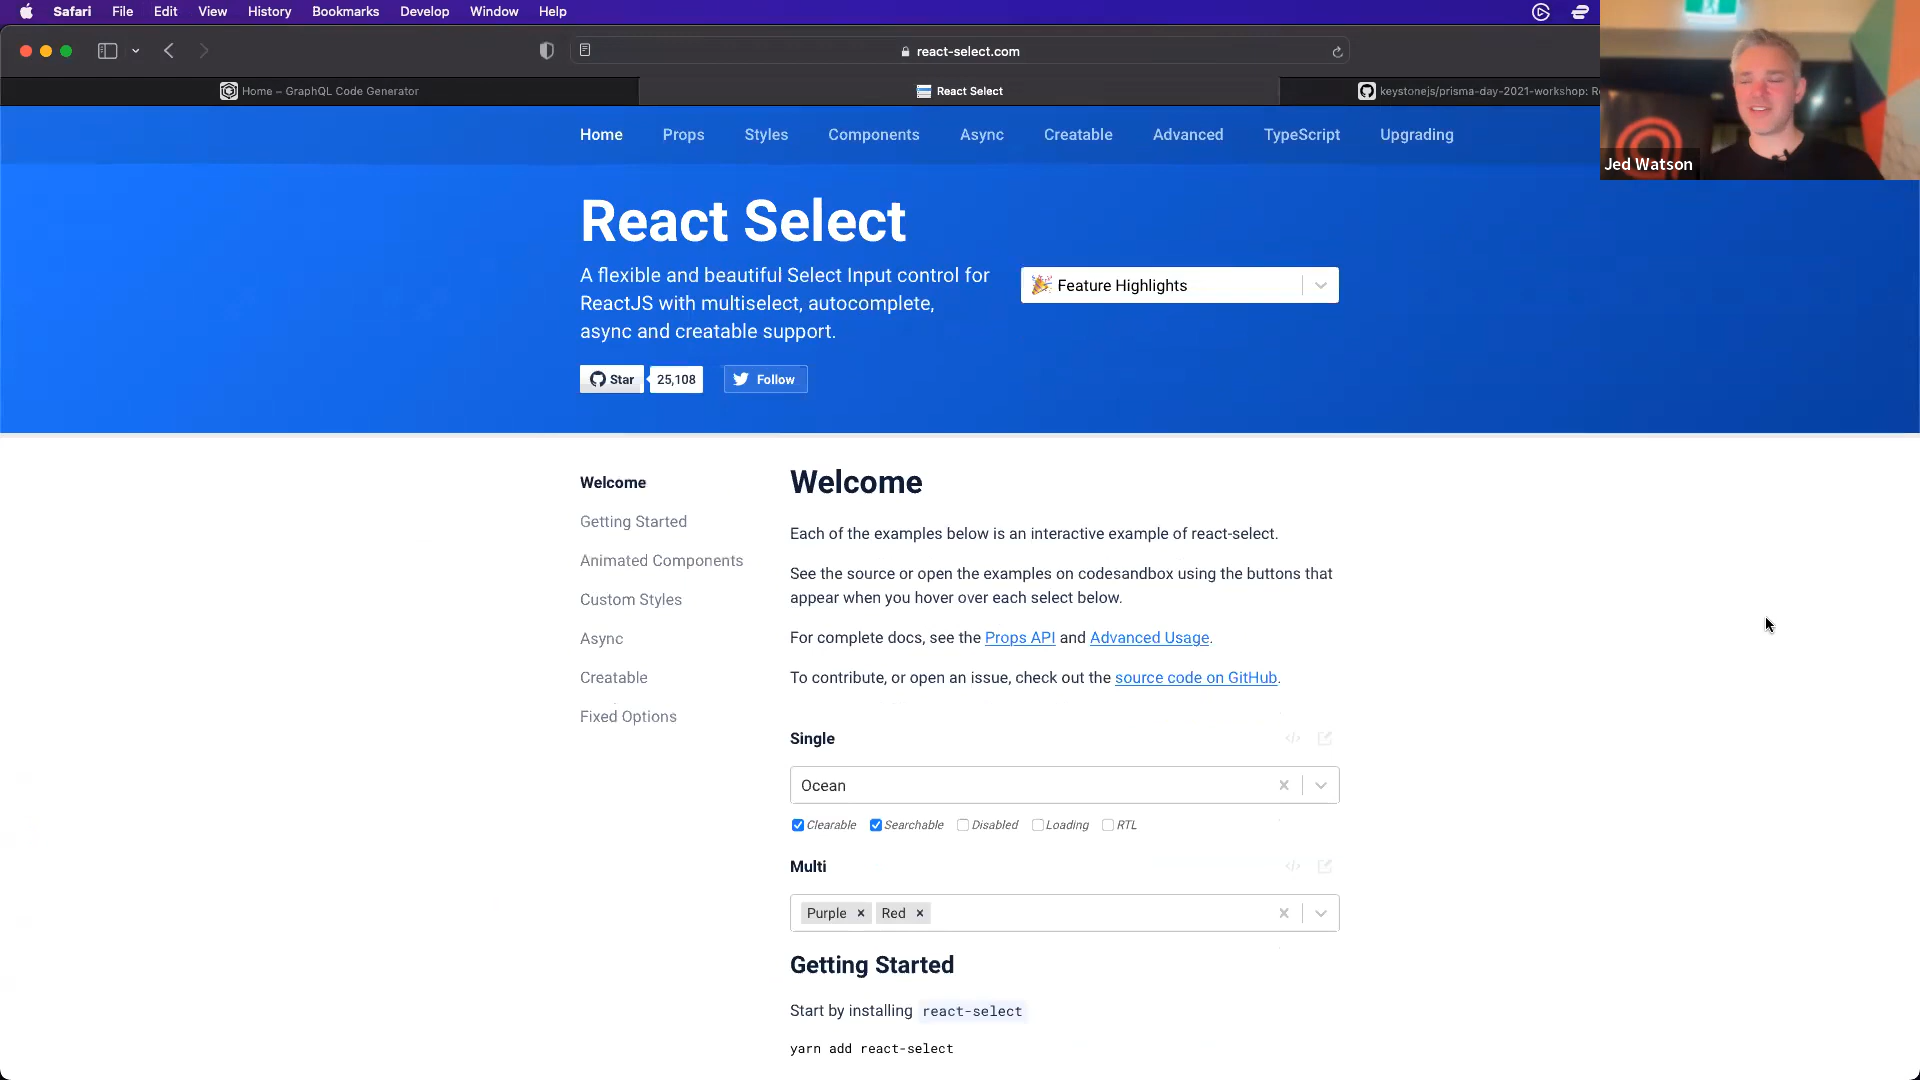 Safari File Edit View History Bookmarks Develop Window Help
react-select.com
Home – GraphQL Code Generator
React Select
keystonejs/prisma-day-2021-workshop: R
Jed Watson
Home Props Styles Components Async Creatable Advanced TypeScript Upgrading
React Select
A flexible and beautiful Select Input control for
ReactJS with multiselect, autocomplete,
async and creatable support.
🎉 Feature Highlights
Star 25,108 Follow
Welcome
Getting Started
Animated Components
Custom Styles
Async
Creatable
Fixed Options
Welcome
Each of the examples below is an interactive example of react-select.
See the source or open the examples on codesandbox using the buttons that
appear when you hover over each select below.
For complete docs, see the Props API and Advanced Usage.
To contribute, or open an issue, check out the source code on GitHub.
Single
Ocean
Clearable Searchable Disabled Loading RTL
Multi
Purple Red
Getting Started
Start by installing react-select
yarn add react-select